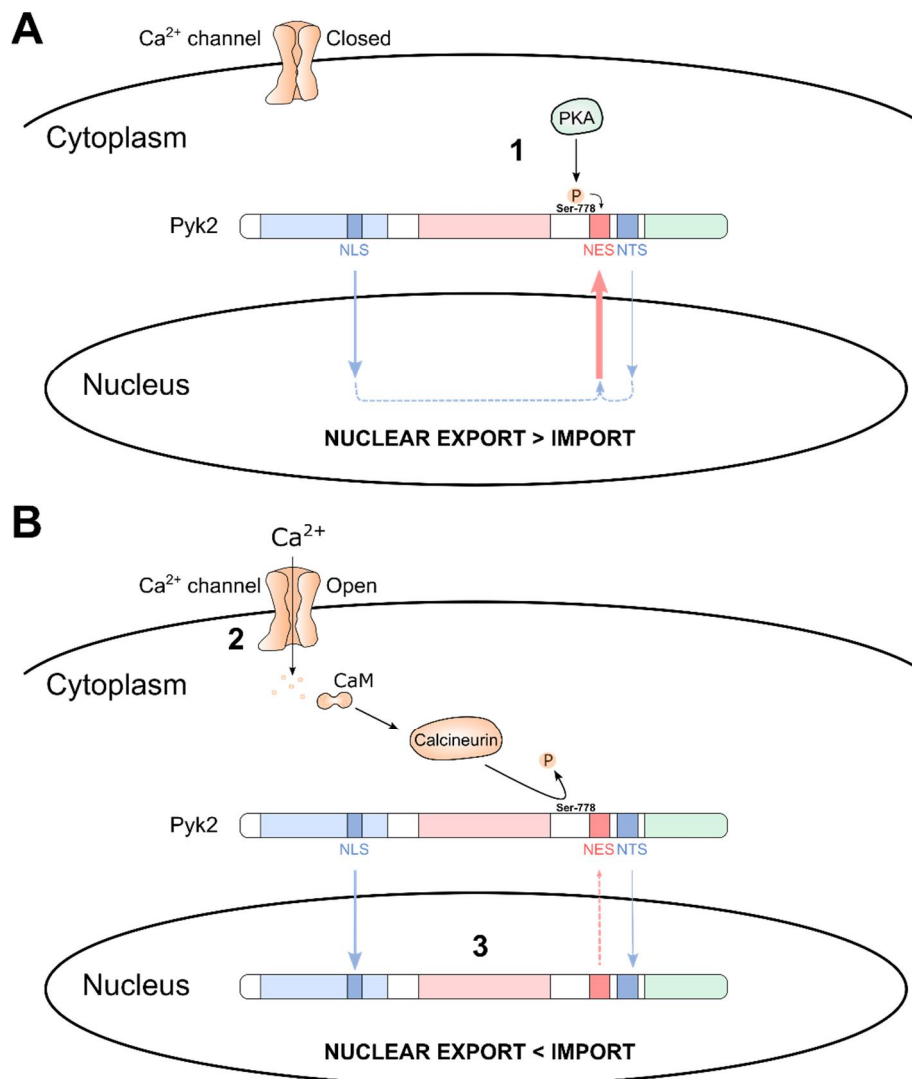 A
Ca²⁺ channel Closed
Cytoplasm
PKA
1
P
Ser-778
Pyk2
NLS NES NTS
Nucleus
NUCLEAR EXPORT > IMPORT
B
Ca²⁺
Ca²⁺ channel Open
2
Cytoplasm
CaM
Calcineurin
P
Ser-778
Pyk2
NLS NES NTS
3
Nucleus
NUCLEAR EXPORT < IMPORT